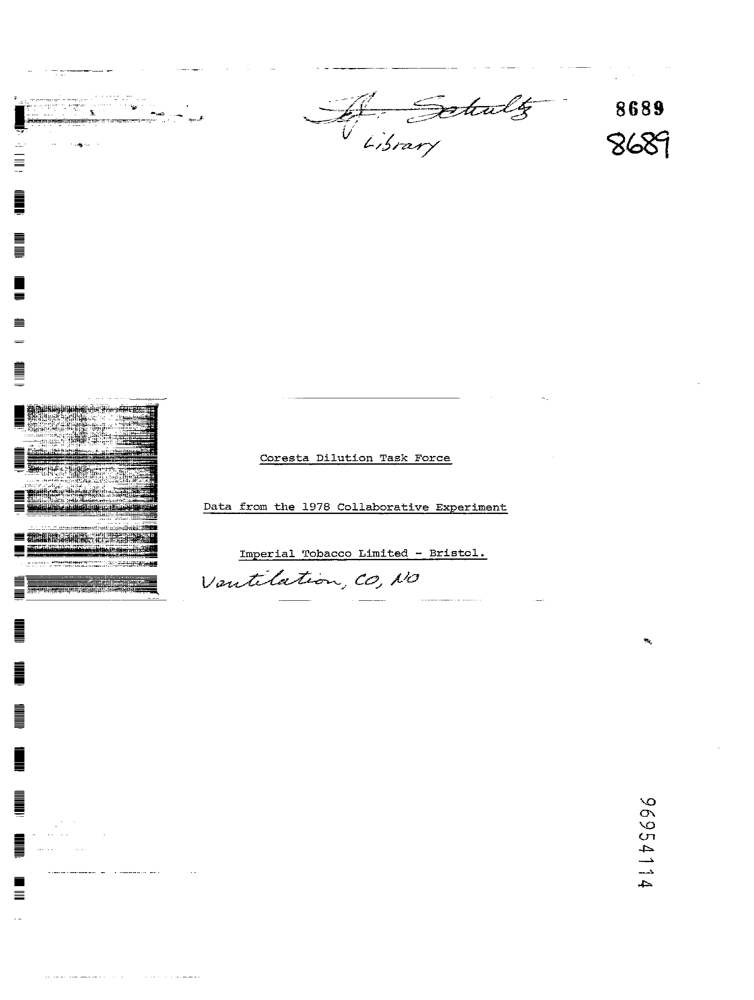 Schultz
8689
Library
8689
Coresta Dilution Task Force
Data from the 1978 Collaborative Experiment
Imperial Tobacco Limited - Bristol.
Ventilation, CO, NO
96954114